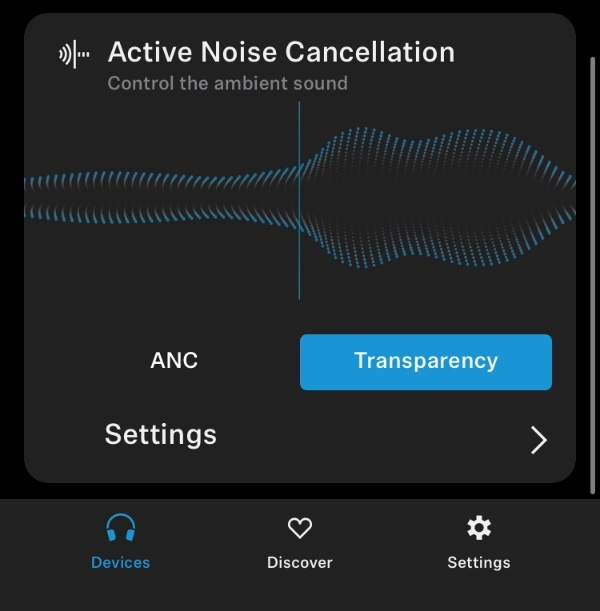 Active Noise Cancellation
Control the ambient sound
ANC
Transparency
Settings
Devices
Discover
Settings